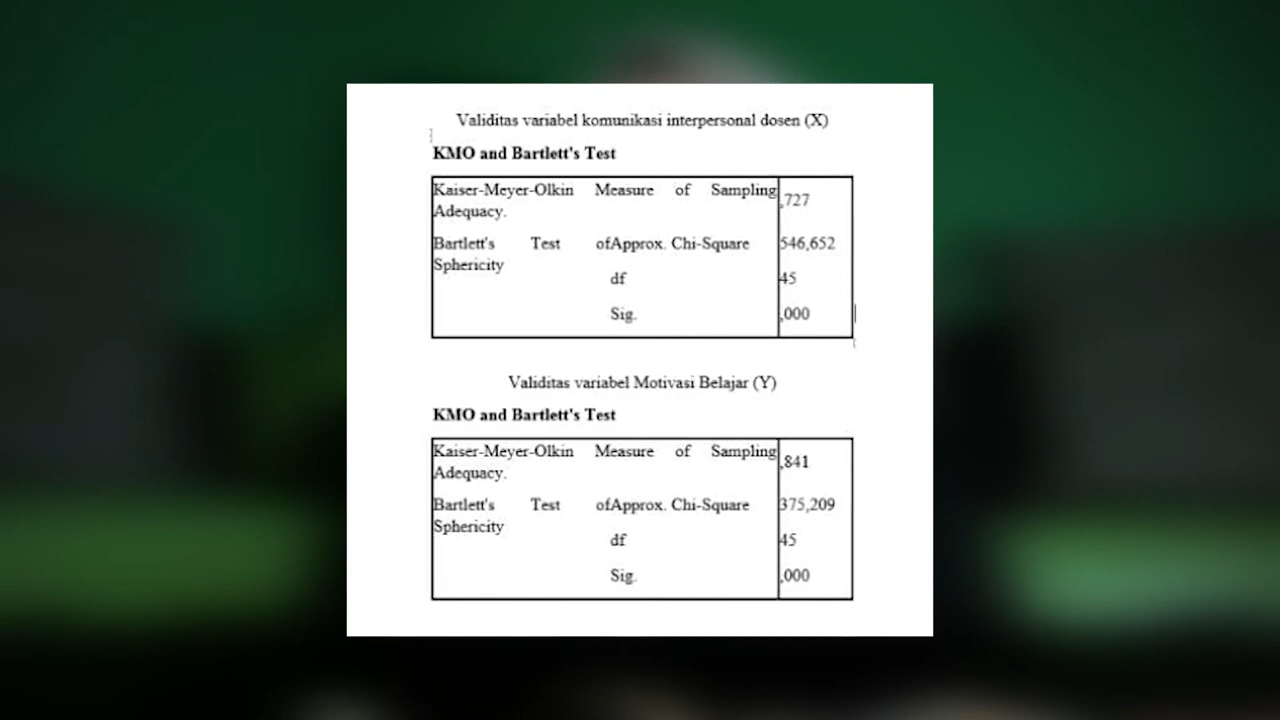 Validitas variabel komunikasi interpersonal dosen (X)
KMO and Bartlett's Test
Kaiser-Meyer-Olkin Measure of Sampling
Adequacy.
,727
Bartlett's Test of Approx. Chi-Square 546,652
Sphericity
df 45
Sig. ,000
Validitas variabel Motivasi Belajar (Y)
KMO and Bartlett's Test
Kaiser-Meyer-Olkin Measure of Sampling
Adequacy.
,841
Bartlett's Test of Approx. Chi-Square 375,209
Sphericity
df 45
Sig. ,000